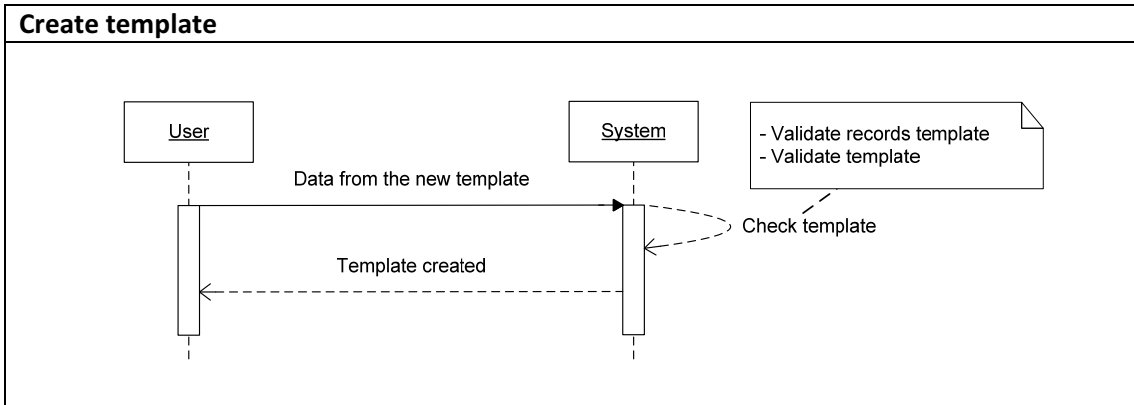 Create template
User
System
- Validate records template
- Validate template
Data from the new template
Check template
Template created